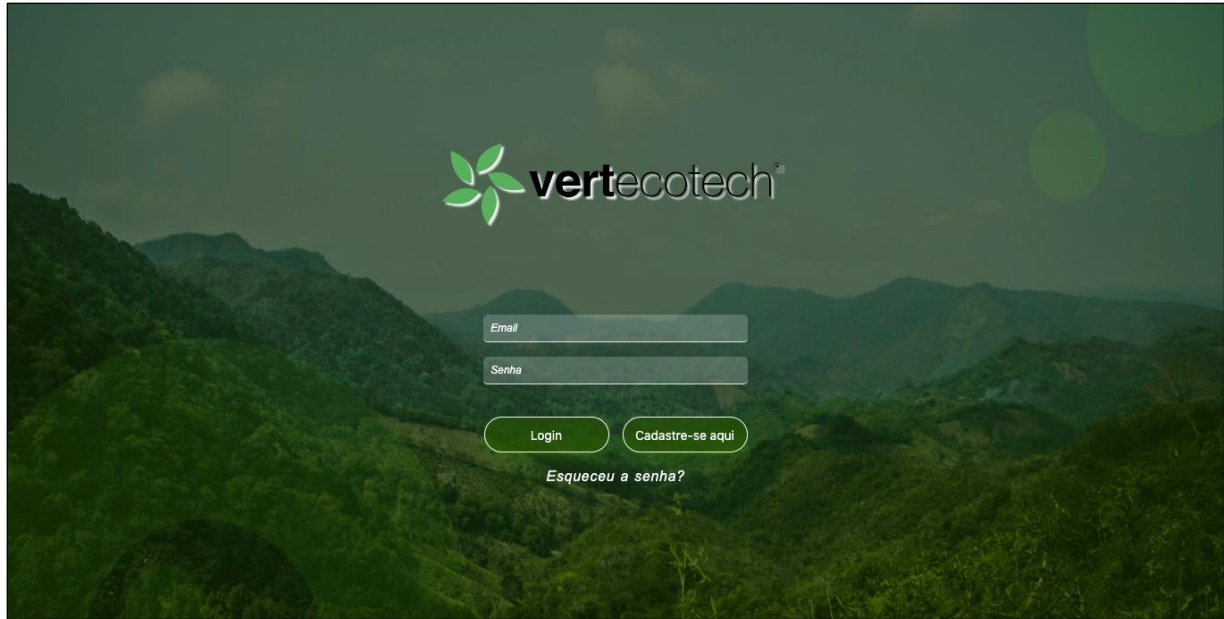 vertecotech®
Email
Senha
Login
Cadastre-se aqui
Esqueceu a senha?